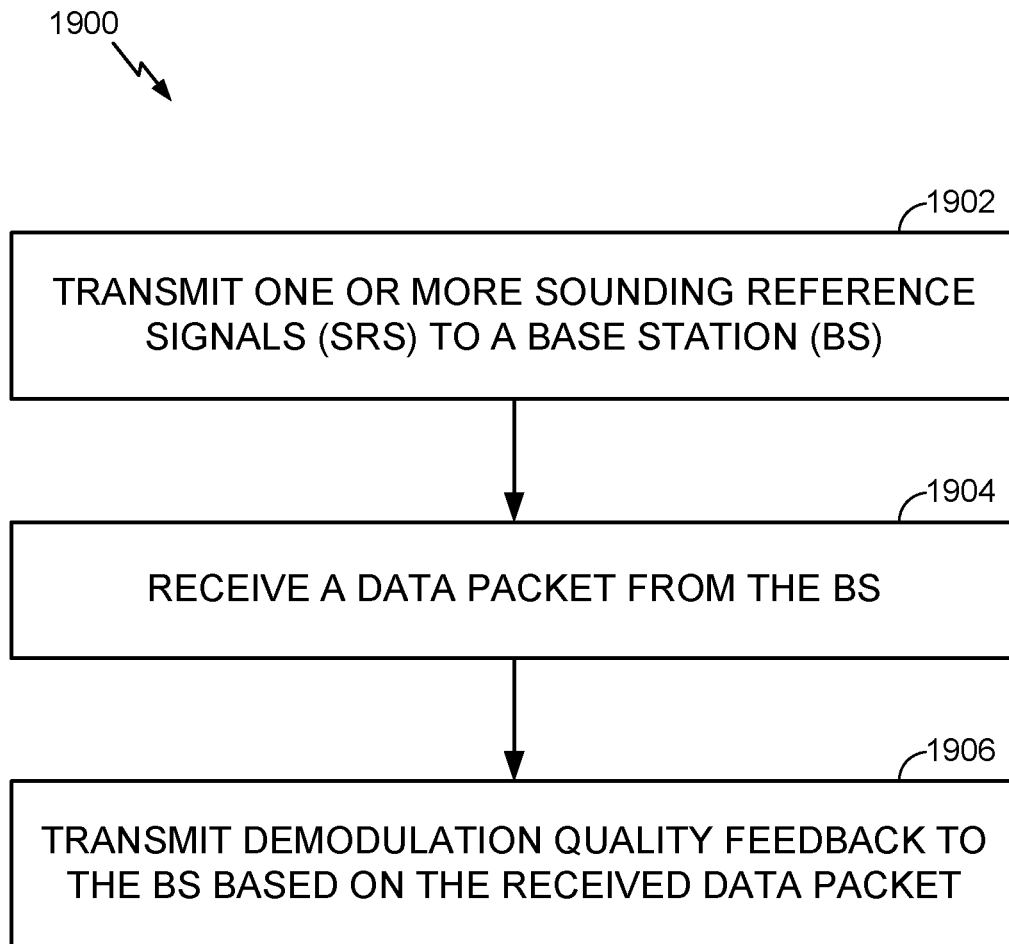 1900
1902
TRANSMIT ONE OR MORE SOUNDING REFERENCE
SIGNALS (SRS) TO A BASE STATION (BS)
1904
RECEIVE A DATA PACKET FROM THE BS
1906
TRANSMIT DEMODULATION QUALITY FEEDBACK TO
THE BS BASED ON THE RECEIVED DATA PACKET